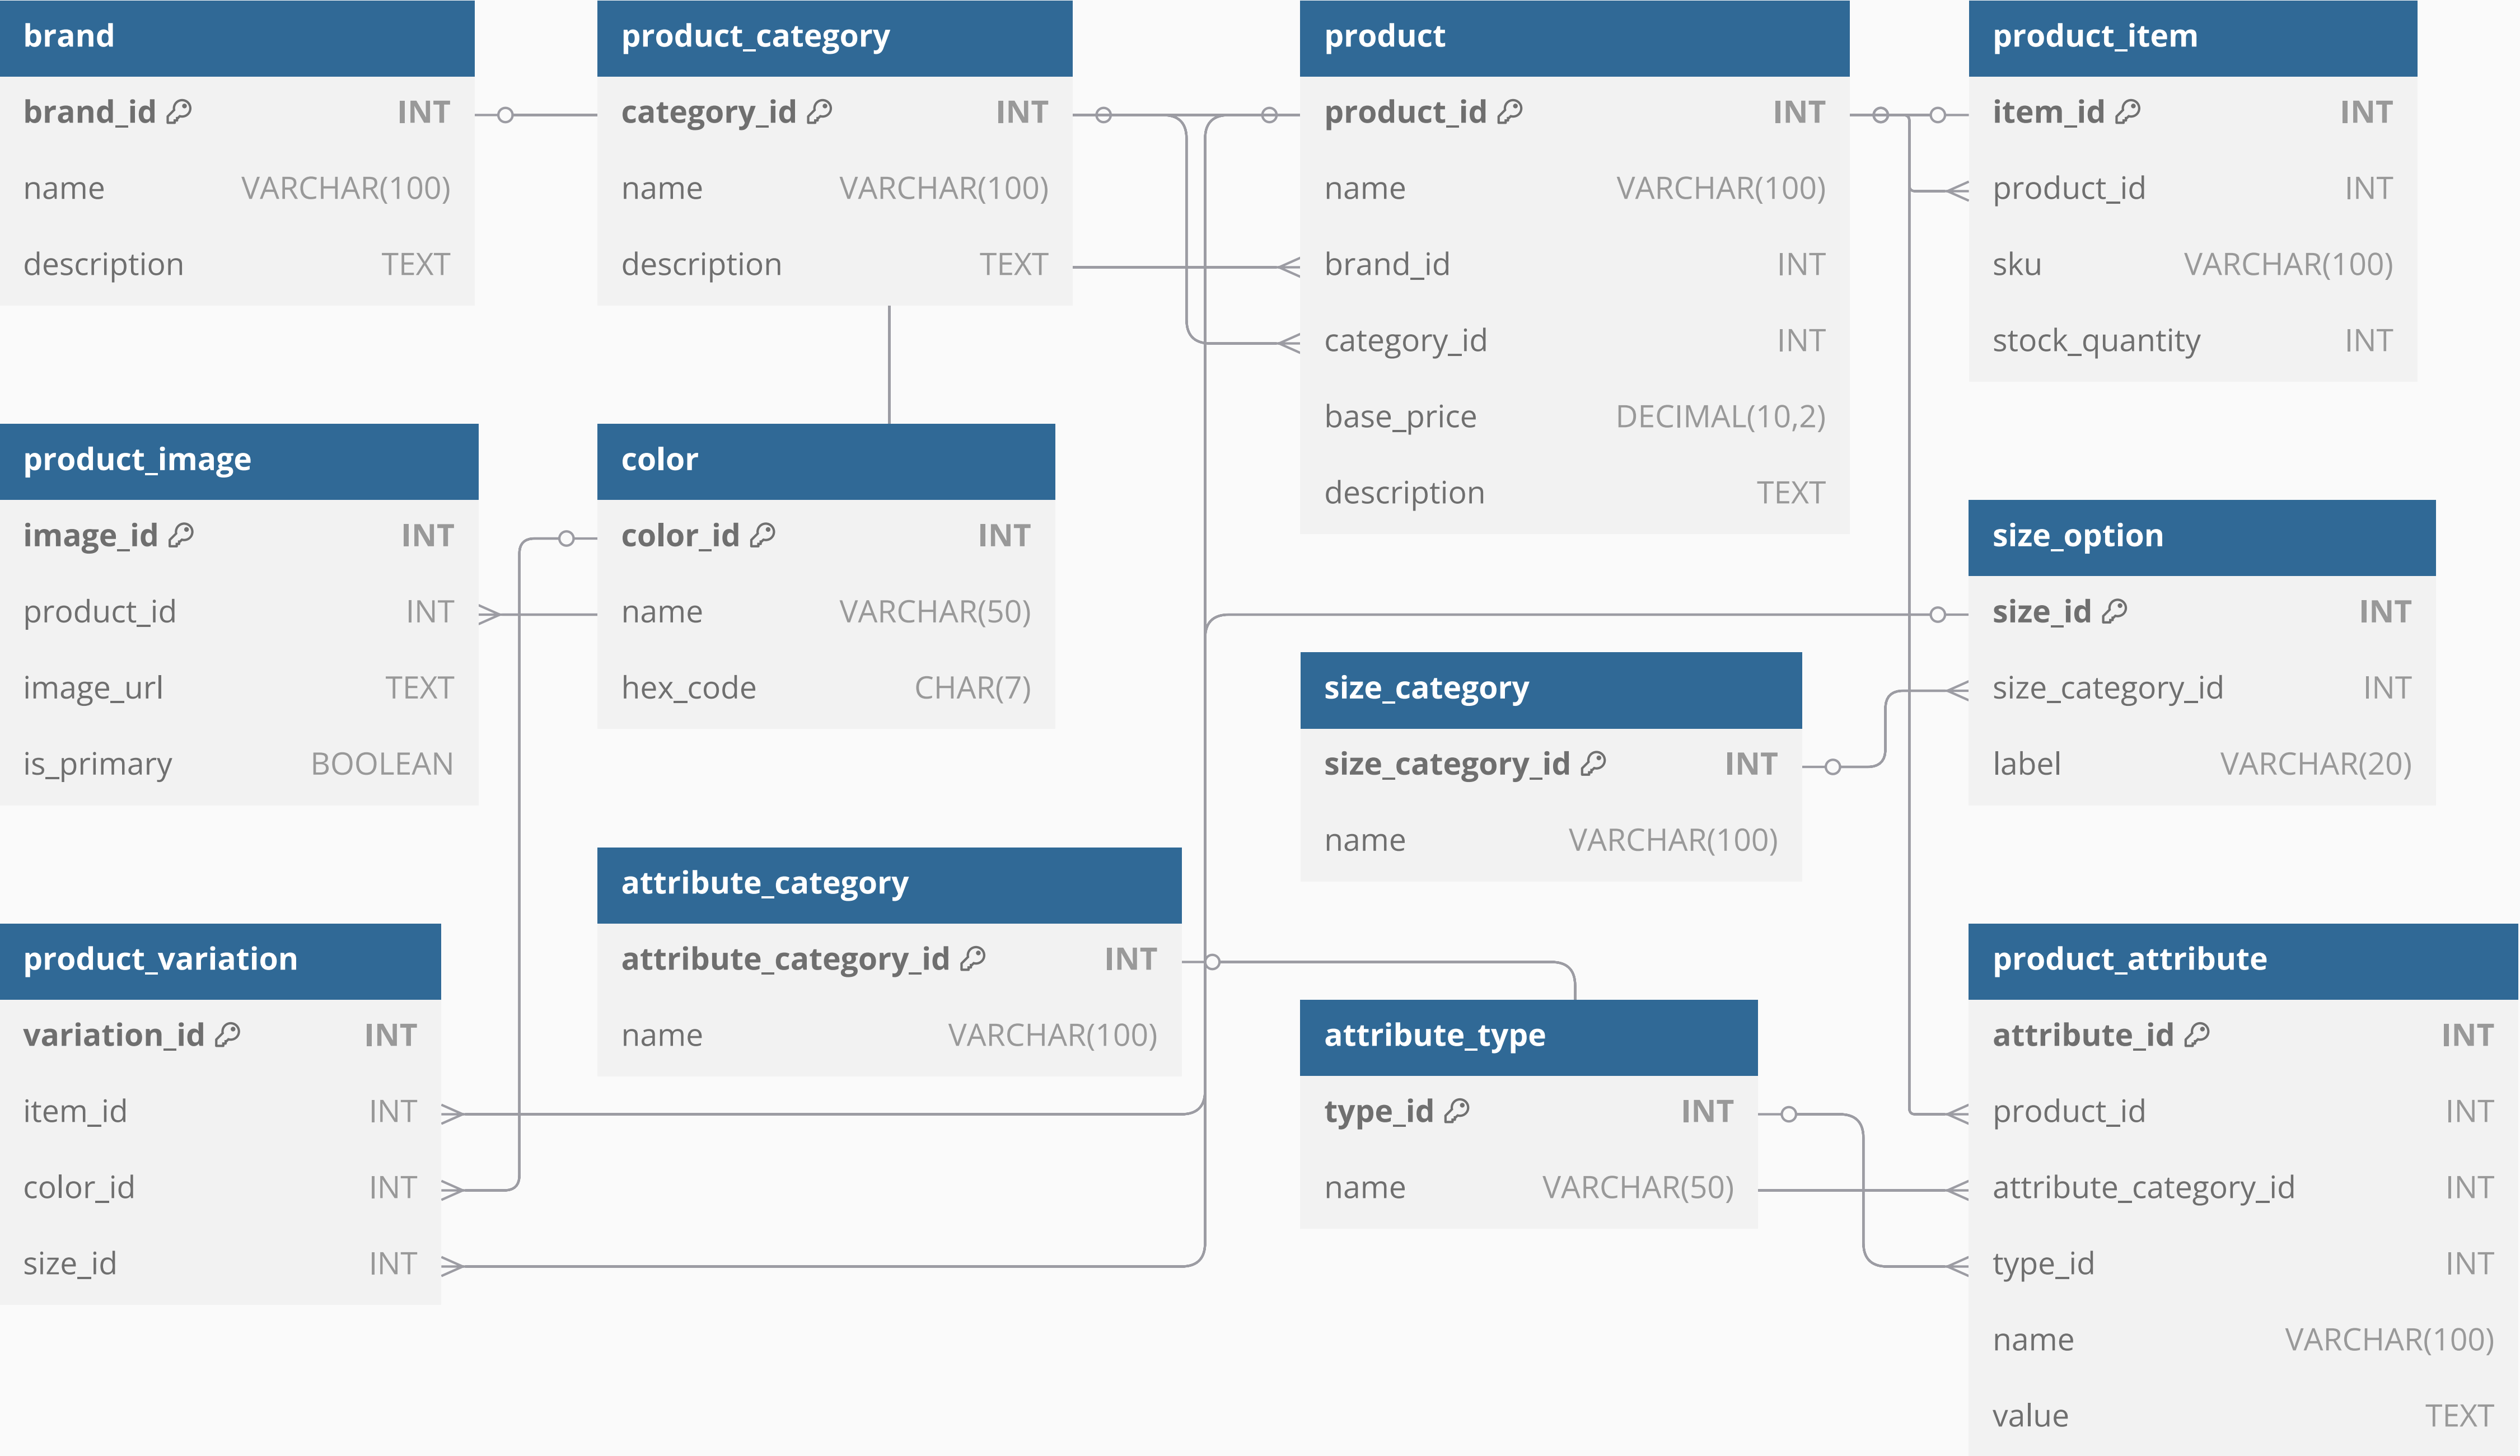 brand
brand_id INT
name VARCHAR(100)
description TEXT
product_category
category_id INT
name VARCHAR(100)
description TEXT
product
product_id INT
name VARCHAR(100)
brand_id INT
category_id INT
base_price DECIMAL(10,2)
description TEXT
product_item
item_id INT
product_id INT
sku VARCHAR(100)
stock_quantity INT
product_image
image_id INT
product_id INT
image_url TEXT
is_primary BOOLEAN
color
color_id INT
name VARCHAR(50)
hex_code CHAR(7)
size_option
size_id INT
size_category_id INT
label VARCHAR(20)
size_category
size_category_id INT
name VARCHAR(100)
attribute_category
attribute_category_id INT
name VARCHAR(100)
product_variation
variation_id INT
item_id INT
color_id INT
size_id INT
attribute_type
type_id INT
name VARCHAR(50)
product_attribute
attribute_id INT
product_id INT
attribute_category_id INT
type_id INT
name VARCHAR(100)
value TEXT